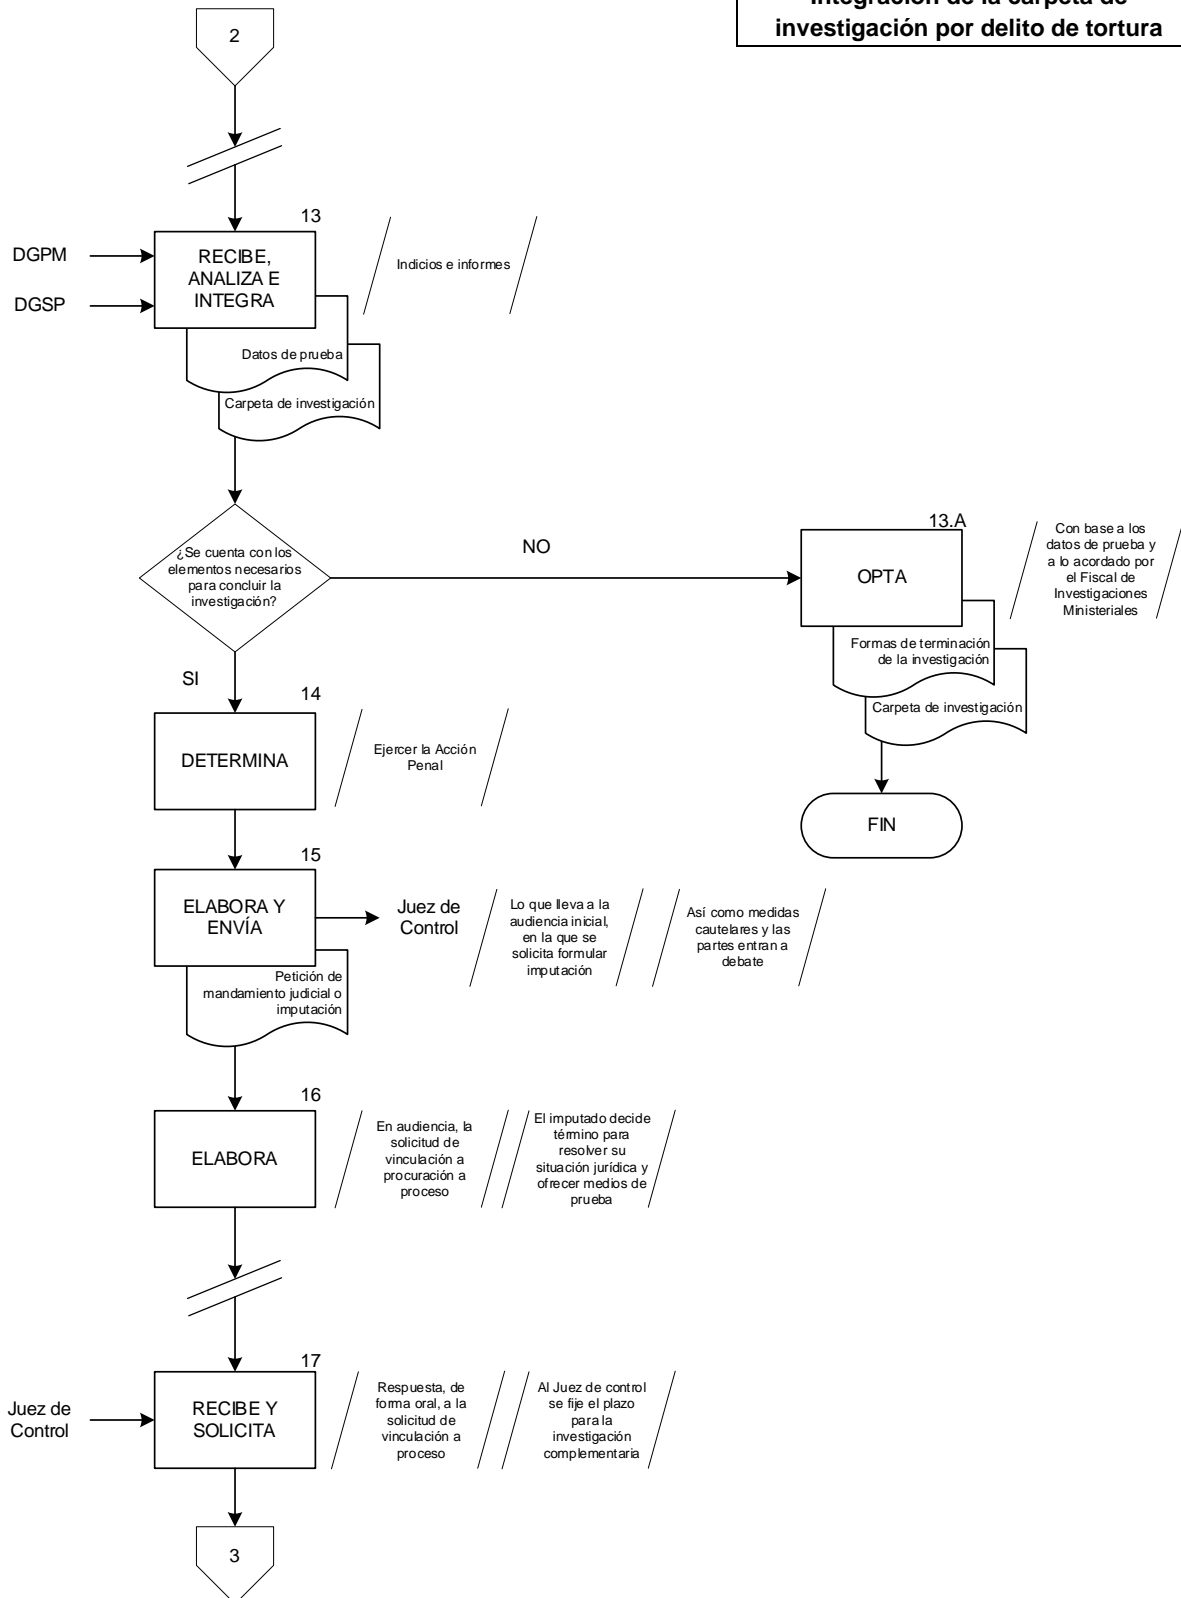 Integración de la carpeta de
investigación por delito de tortura
2
13
DGPM
DGSP
RECIBE,
ANALIZA E
INTEGRA
Indicios e informes
Datos de prueba
Carpeta de investigación
¿Se cuenta con los
elementos necesarios
para concluir la
investigación?
NO
SI
13.A
OPTA
Con base a los
datos de prueba y
a lo acordado por
el Fiscal de
Investigaciones
Ministeriales
Formas de terminación
de la investigación
Carpeta de investigación
FIN
14
DETERMINA
Ejercer la Acción
Penal
15
ELABORA Y
ENVÍA
Juez de
Control
Lo que lleva a la
audiencia inicial,
en la que se
solicita formular
imputación
Así como medidas
cautelares y las
partes entran a
debate
Petición de
mandamiento judicial o
imputación
16
ELABORA
En audiencia, la
solicitud de
vinculación a
procuración a
proceso
El imputado decide
término para
resolver su
situación jurídica y
ofrecer medios de
prueba
17
Juez de
Control
RECIBE Y
SOLICITA
Respuesta, de
forma oral, a la
solicitud de
vinculación a
proceso
Al Juez de control
se fije el plazo
para la
investigación
complementaria
3